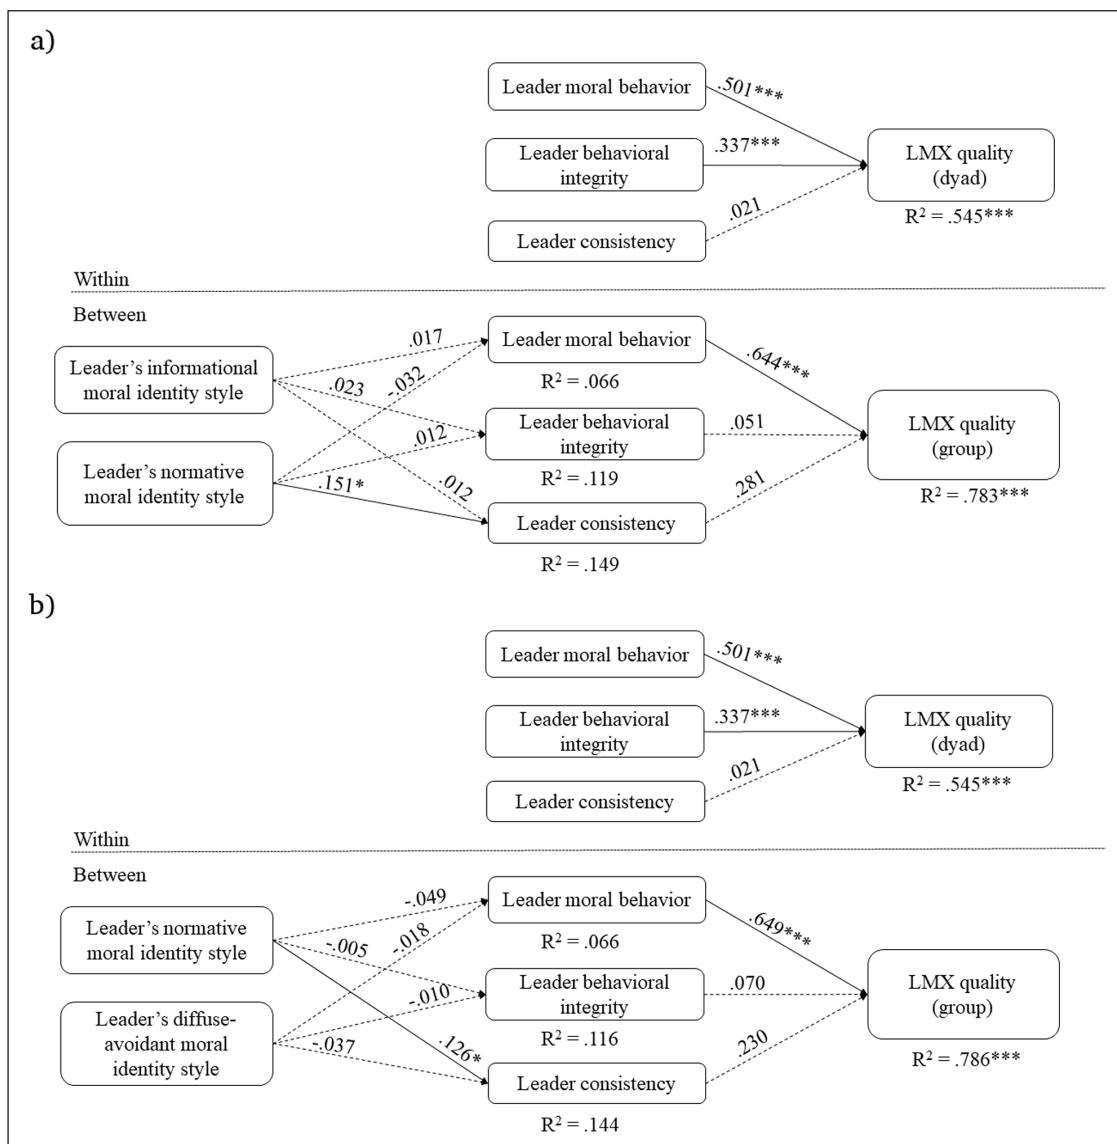 a)
Leader moral behavior
.501***
Leader behavioral
integrity
.337***
LMX quality
(dyad)
R² = .545***
.021
Leader consistency
Within
Between
Leader's informational
moral identity style
.017
-.032
.023
.012
.012
.151*
Leader's normative
moral identity style
Leader moral behavior
R² = .066
Leader behavioral
integrity
R² = .119
Leader consistency
R² = .149
.644***
.051
.281
LMX quality
(group)
R² = .783***
b)
Leader moral behavior
.501***
Leader behavioral
integrity
.337***
LMX quality
(dyad)
R² = .545***
.021
Leader consistency
Within
Between
Leader's normative
moral identity style
-.049
-.018
-.005
-.010
-.037
.126*
Leader's diffuse-
avoidant moral
identity style
Leader moral behavior
R² = .066
Leader behavioral
integrity
R² = .116
Leader consistency
R² = .144
.649***
.070
.230
LMX quality
(group)
R² = .786***